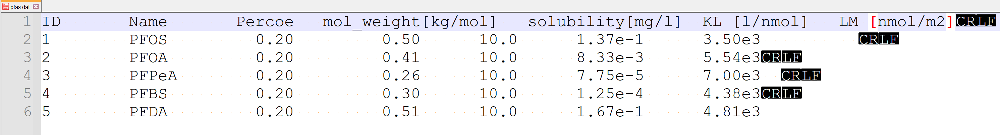 pfas.dat
1 ID Name Percoe mol_weight[kg/mol] solubility[mg/l] KL [l/nmol] LM [nmol/m2]CRLF
2 1 PFOS 0.20 0.50 10.0 1.37e-1 3.50e3 CRLF
3 2 PFOA 0.20 0.41 10.0 8.33e-3 5.54e3CRLF
4 3 PFPeA 0.20 0.26 10.0 7.75e-5 7.00e3 CRLF
5 4 PFBS 0.20 0.30 10.0 1.25e-4 4.38e3CRLF
6 5 PFDA 0.20 0.51 10.0 1.67e-1 4.81e3